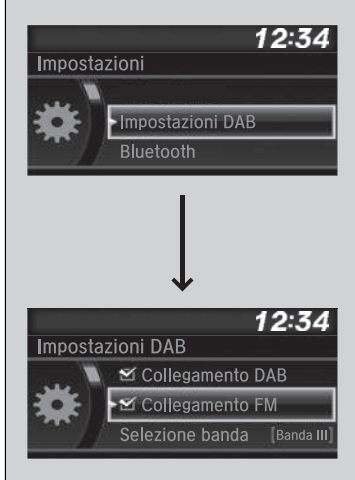 12:34
Impostazioni
Impostazioni DAB
Bluetooth
12:34
Impostazioni DAB
Collegamento DAB
Collegamento FM
Selezione banda [Banda III]